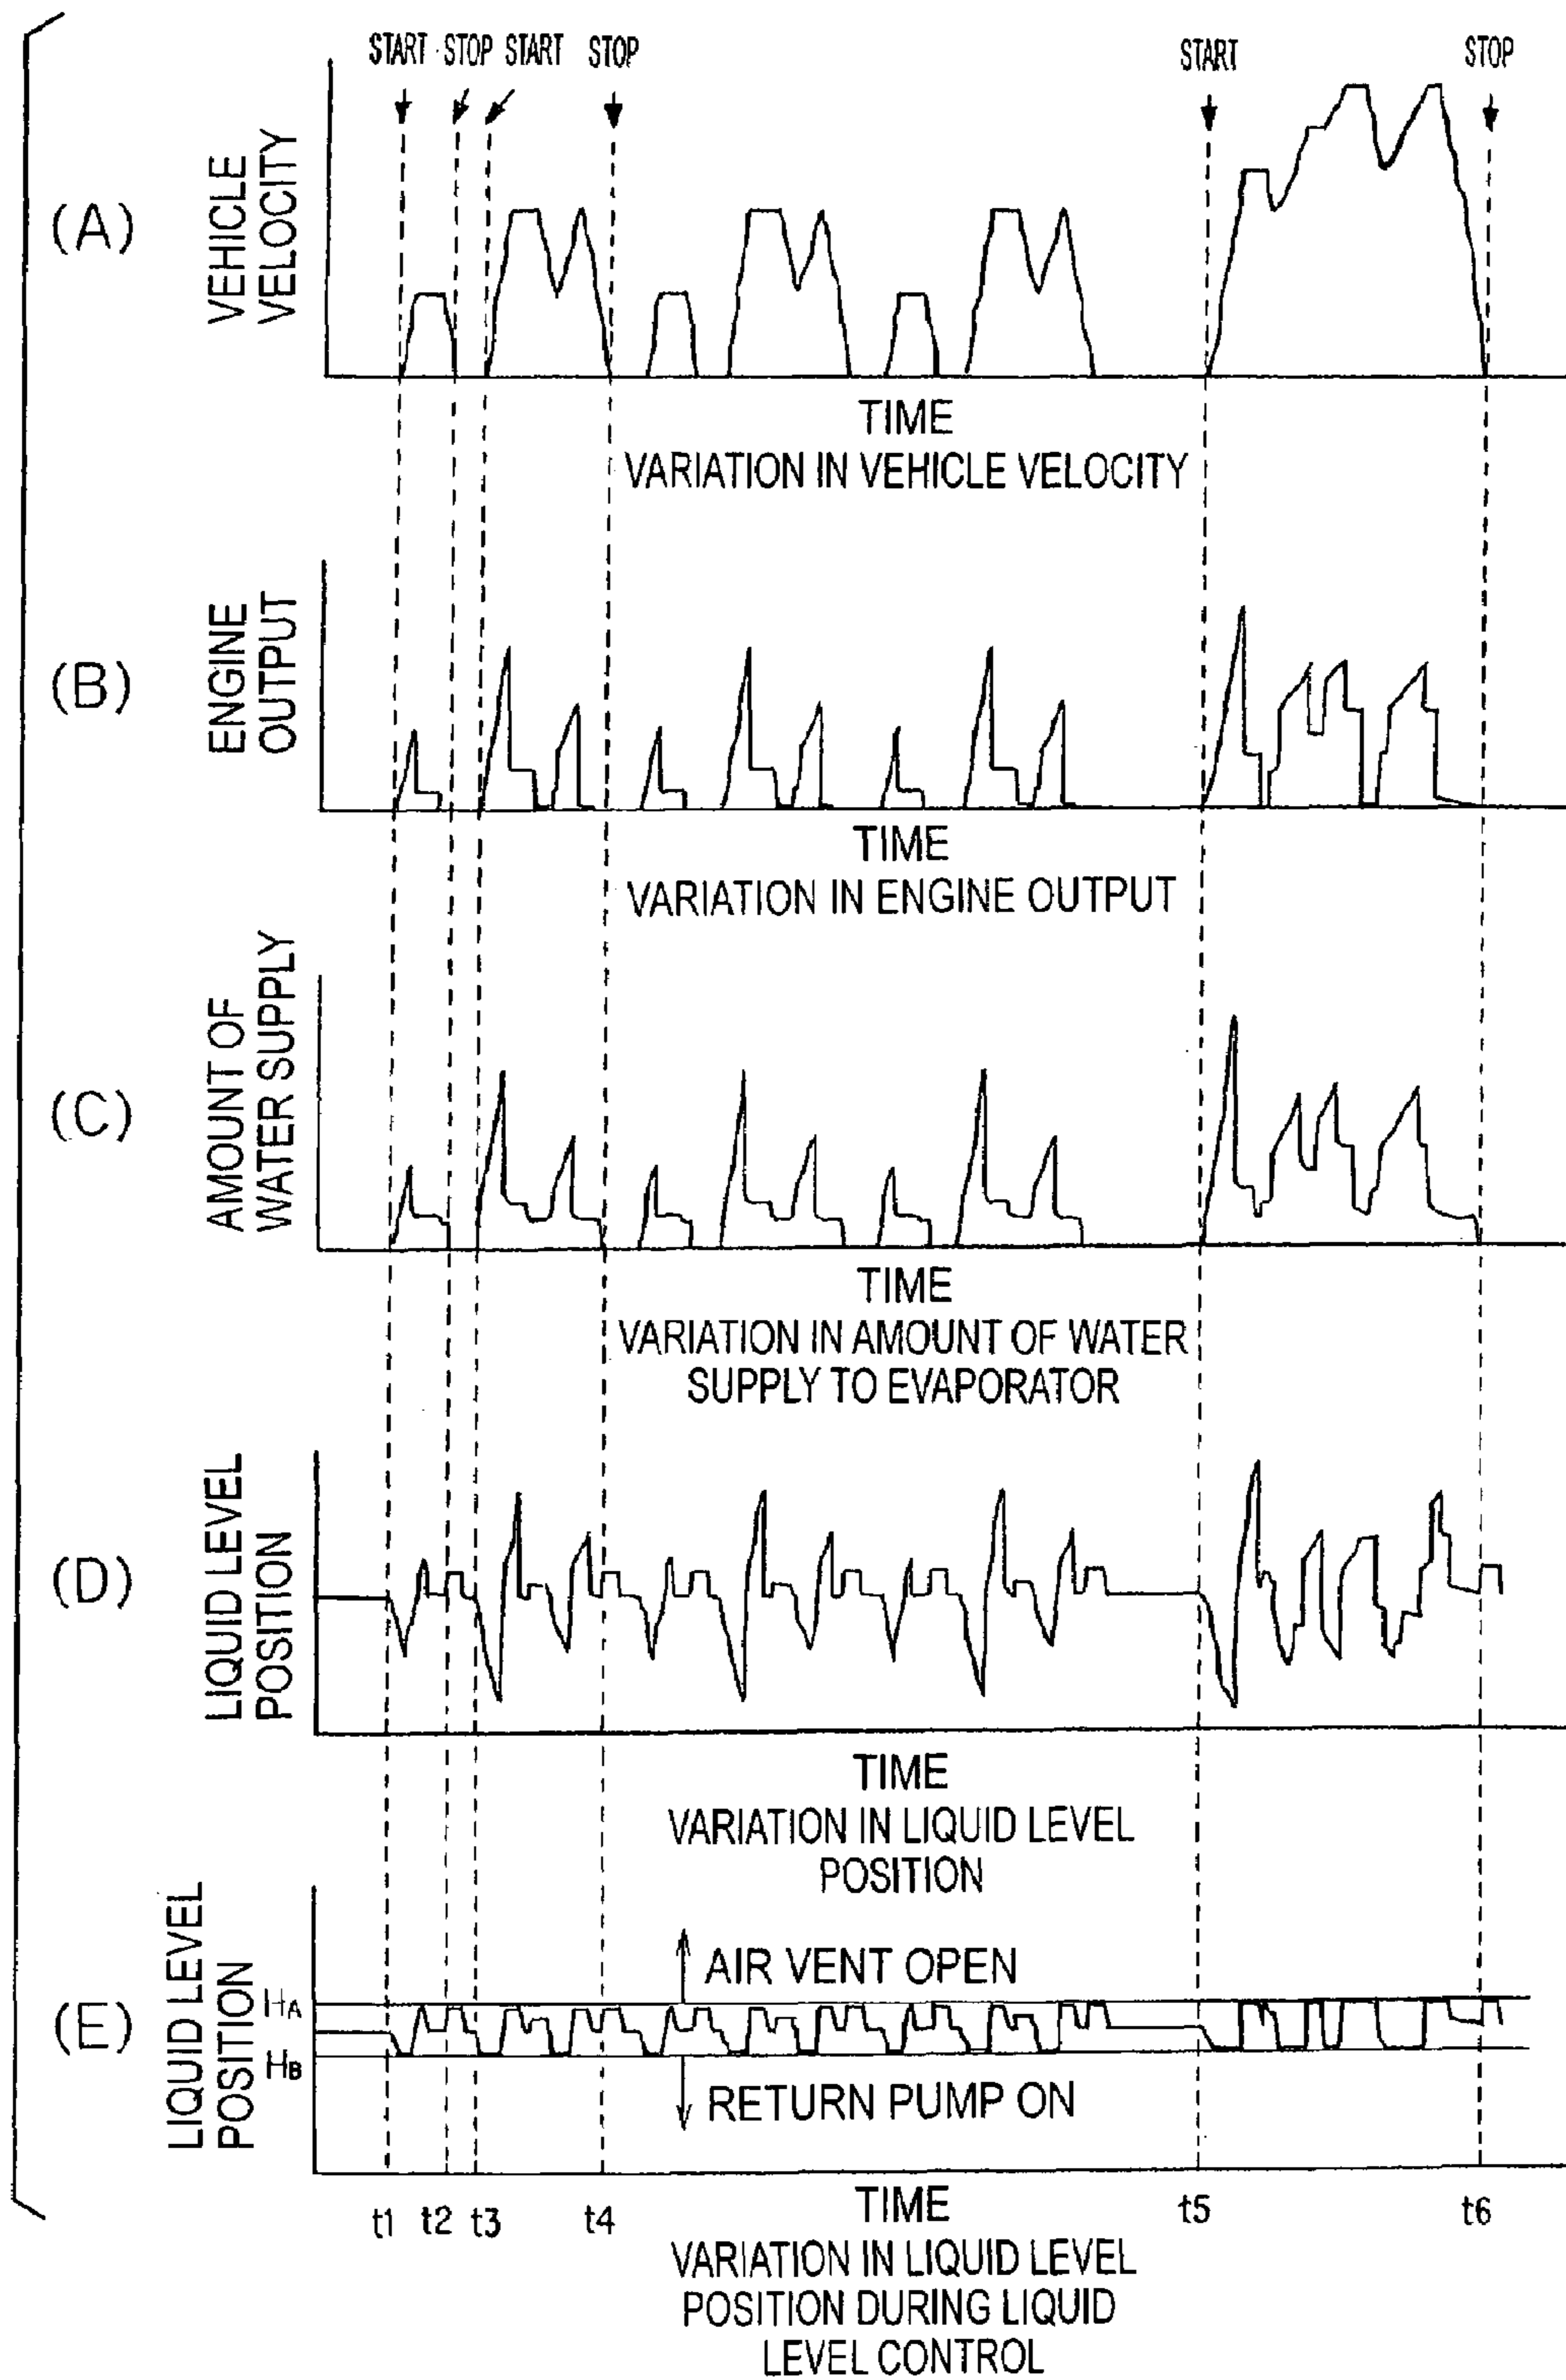 START STOP START STOP START STOP
(A)
VEHICLE
VELOCITY
TIME
VARIATION IN VEHICLE VELOCITY
(B)
ENGINE
OUTPUT
TIME
VARIATION IN ENGINE OUTPUT
(C)
AMOUNT OF
WATER SUPPLY
TIME
VARIATION IN AMOUNT OF WATER
SUPPLY TO EVAPORATOR
(D)
LIQUID LEVEL
POSITION
TIME
VARIATION IN LIQUID LEVEL
POSITION
(E)
LIQUID LEVEL
POSITION
HA
AIR VENT OPEN
HB
RETURN PUMP ON
t1 t2 t3 t4 t5 t6
TIME
VARIATION IN LIQUID LEVEL
POSITION DURING LIQUID
LEVEL CONTROL